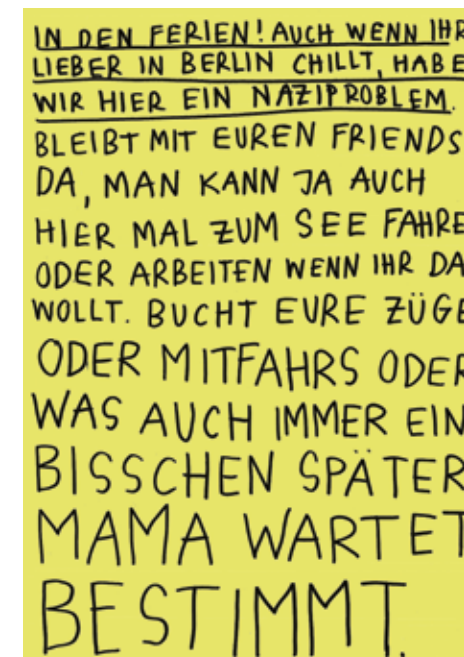 IN DEN FERIEN! AUCH WENN IHR
LIEBER IN BERLIN CHILLT, HABE
WIR HIER EIN NAZIPROBLEM.
BLEIBT MIT EUREN FRIENDS
DA, MAN KANN JA AUCH
HIER MAL ZUM SEE FAHRE
ODER ARBEITEN WENN IHR DA
WOLLT. BUCHT EURE ZÜGE
ODER MITFAHRS ODER
WAS AUCH IMMER EIN
BISSCHEN SPÄTER
MAMA WARTET
BESTIMMT.